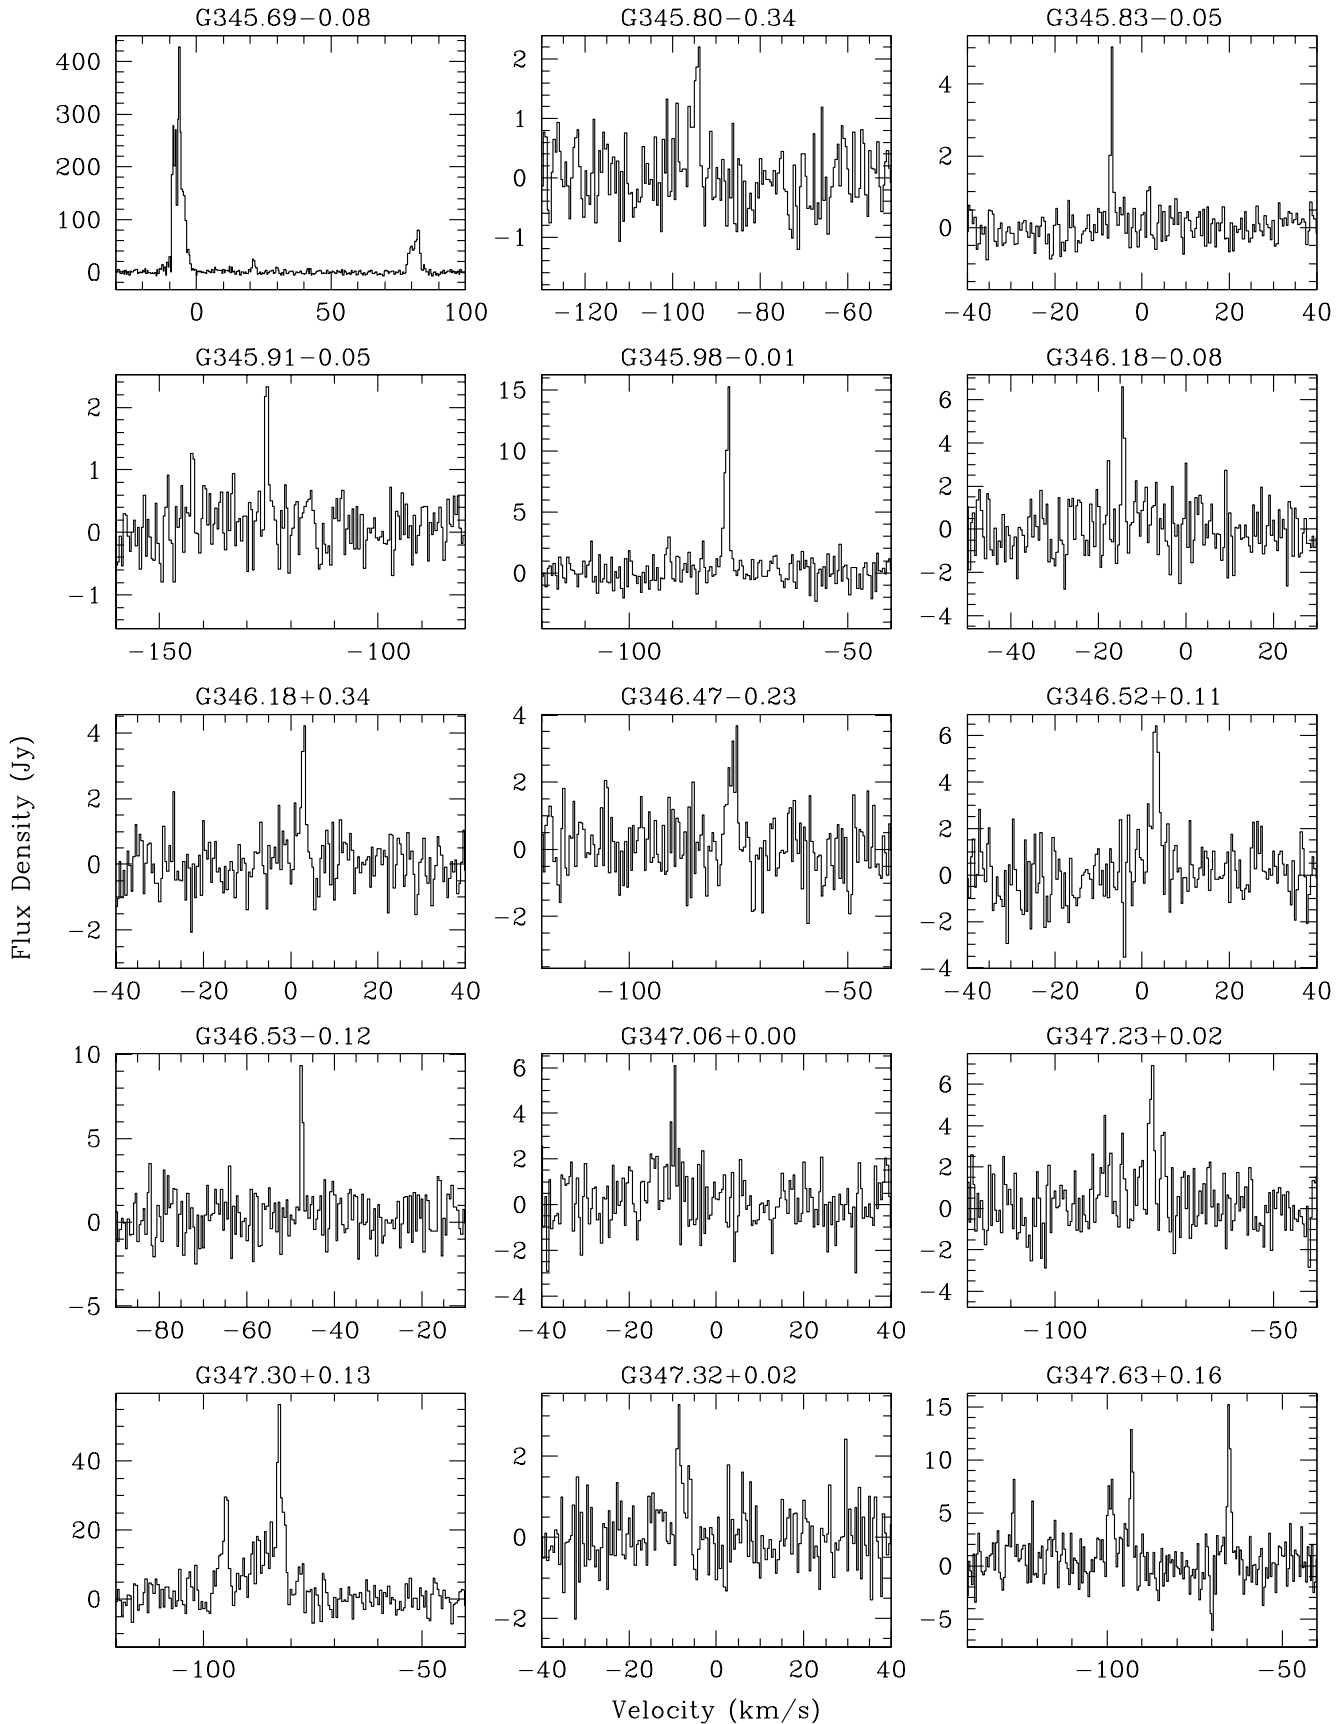 G345.69−0.08
G345.80−0.34
G345.83−0.05
400
300
200
100
0
0 50 100
2
1
0
−1
−120 −100 −80 −60
4
2
0
−40 −20 0 20 40
G345.91−0.05
G345.98−0.01
G346.18−0.08
2
1
0
−1
−150 −100
15
10
5
0
−100 −50
6
4
2
0
−2
−4
−40 −20 0 20
G346.18+0.34
G346.47−0.23
G346.52+0.11
4
2
0
−2
−40 −20 0 20 40
4
2
0
−2
−100 −50
6
4
2
0
−2
−4
−40 −20 0 20 40
Flux Density (Jy)
G346.53−0.12
G347.06+0.00
G347.23+0.02
10
5
0
−5
−80 −60 −40 −20
6
4
2
0
−2
−4
−40 −20 0 20 40
6
4
2
0
−2
−4
−100 −50
G347.30+0.13
G347.32+0.02
G347.63+0.16
40
20
0
−100 −50
2
0
−2
−40 −20 0 20 40
15
10
5
0
−5
−100 −50
Velocity (km/s)